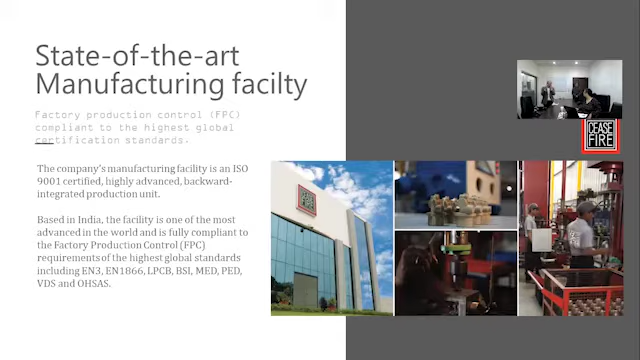 State-of-the-art
Manufacturing facilty
Factory production control (FPC)
compliant to the highest global
certification standards.
The company's manufacturing facility is an ISO
9001 certified, highly advanced, backward-
integrated production unit.
Based in India, the facility is one of the most
advanced in the world and is fully compliant to
the Factory Production Control (FPC)
requirements of the highest global standards
including EN3, EN1866, LPCB, BSI, MED, PED,
VDS and OHSAS.
CEASE
FIRE